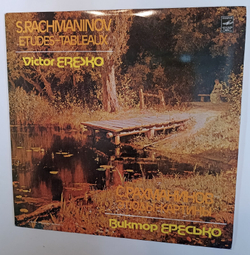 S.RACHMANINOV
ETUDES-TABLEAUX
Victor ERESKO
С.РАХМАНИНОВ
ЭТЮДЫ-КАРТИНЫ
Виктор ЕРЕСЬКО